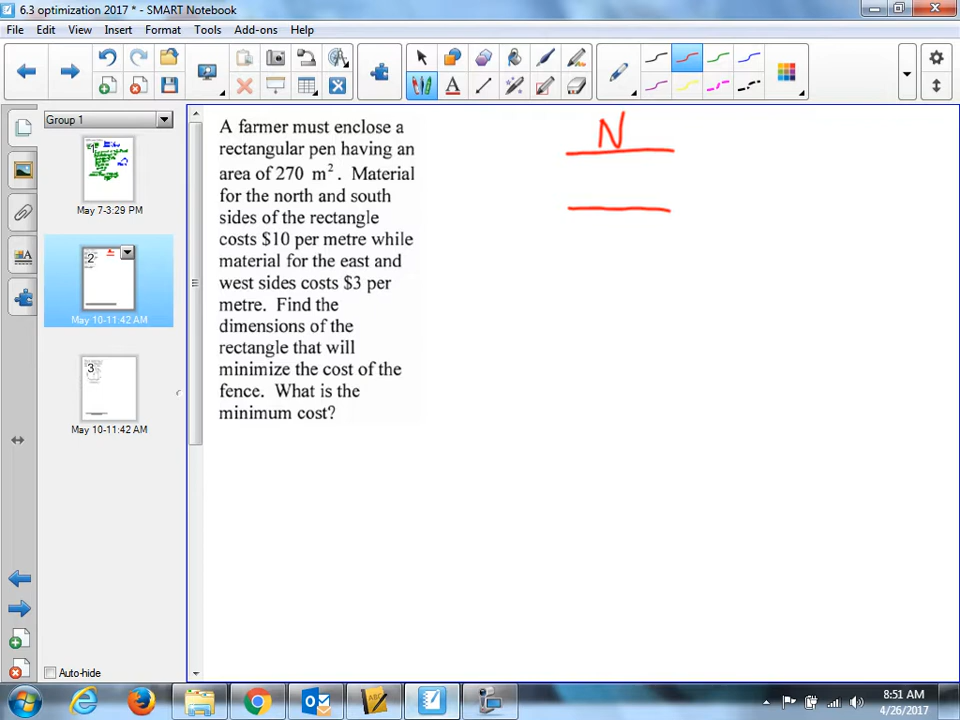 6.3 optimization 2017 * - SMART Notebook
File Edit View Insert Format Tools Add-ons Help
Group 1
May 7-3:29 PM
2
May 10-11:42 AM
3
May 10-11:42 AM
Auto-hide
A farmer must enclose a
rectangular pen having an
area of 270 m². Material
for the north and south
sides of the rectangle
costs $10 per metre while
material for the east and
west sides costs $3 per
metre. Find the
dimensions of the
rectangle that will
minimize the cost of the
fence. What is the
minimum cost?
N
8:51 AM
4/26/2017